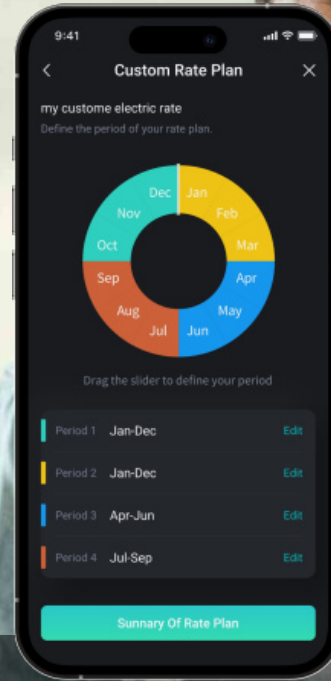 9:41
Custom Rate Plan
my custome electric rate
Define the period of your rate plan.
Dec Jan
Nov Feb
Oct Mar
Sep Apr
Aug May
Jul Jun
Drag the slider to define your period
Period 1 Jan-Dec Edit
Period 2 Jan-Dec Edit
Period 3 Apr-Jun Edit
Period 4 Jul-Sep Edit
Sunnary Of Rate Plan